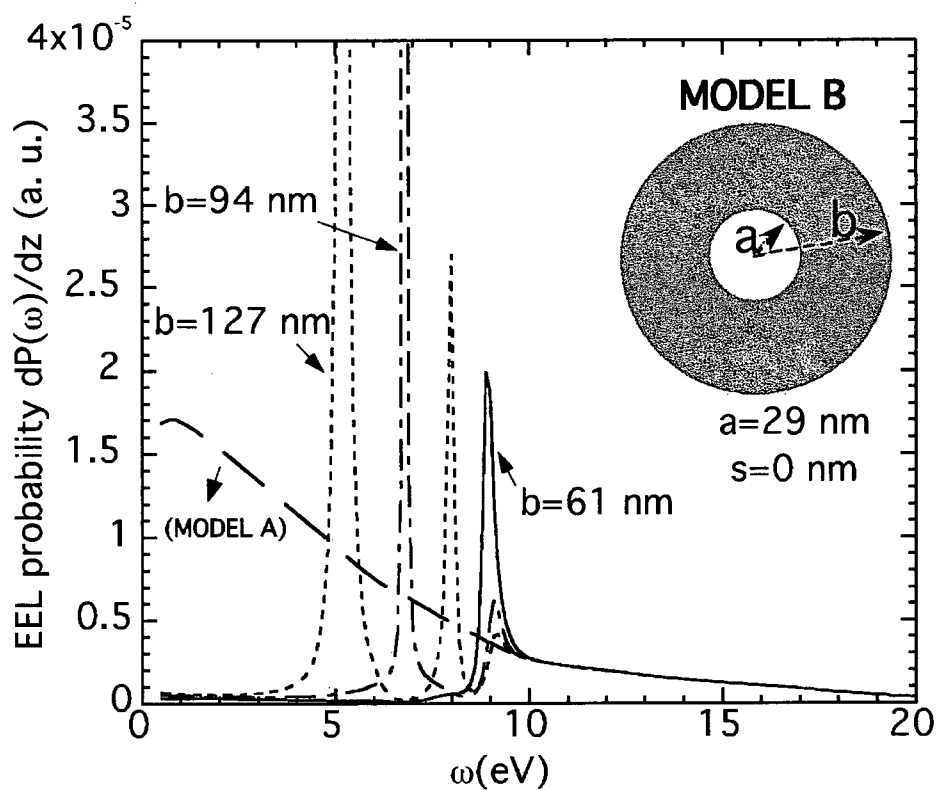 4x10⁻⁵
3.5
3
2.5
2
1.5
1
0.5
0
0
5
10
15
20
EEL probability dP(ω)/dz (a. u.)
ω(eV)
MODEL B
a
b
a=29 nm
s=0 nm
b=94 nm
b=127 nm
(MODEL A)
b=61 nm